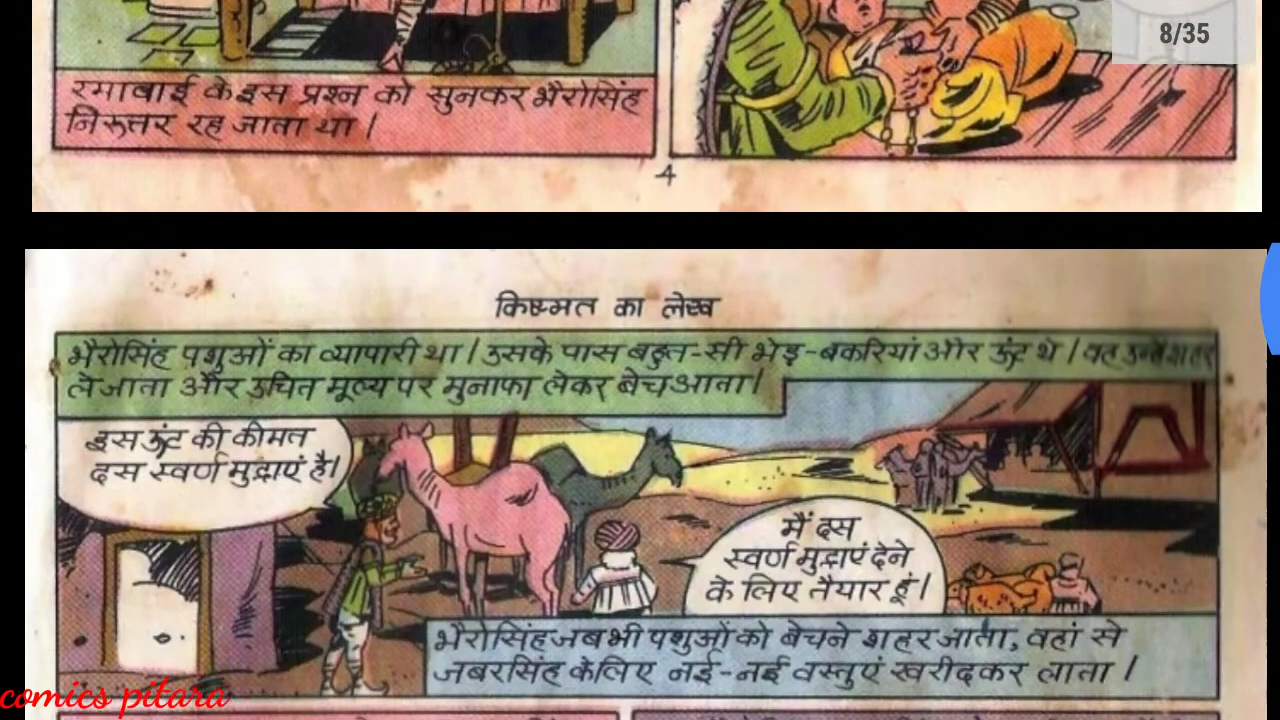 8/35
रमाबाई के इस प्रश्न को सुनकर भैरोसिंह
निरूत्तर रह जाता था।
4
किष्मत का लेख
भैरोसिंह पशुओं का व्यापारी था। उसके पास बहुत-सी भेड़-बकरियां और ऊंट थे। वह उन्हें शहर
ले जाता और उचित मूल्य पर मुनाफा लेकर बेच आता।
इस ऊंट की कीमत
दस स्वर्ण मुद्राएं है।
मैं दस
स्वर्ण मुद्राएं देने
के लिए तैयार हूं।
भैरोसिंह जब भी पशुओं को बेचने शहर जाता, वहां से
जबरसिंह के लिए नई-नई वस्तुएं खरीदकर लाता।
comics pitara